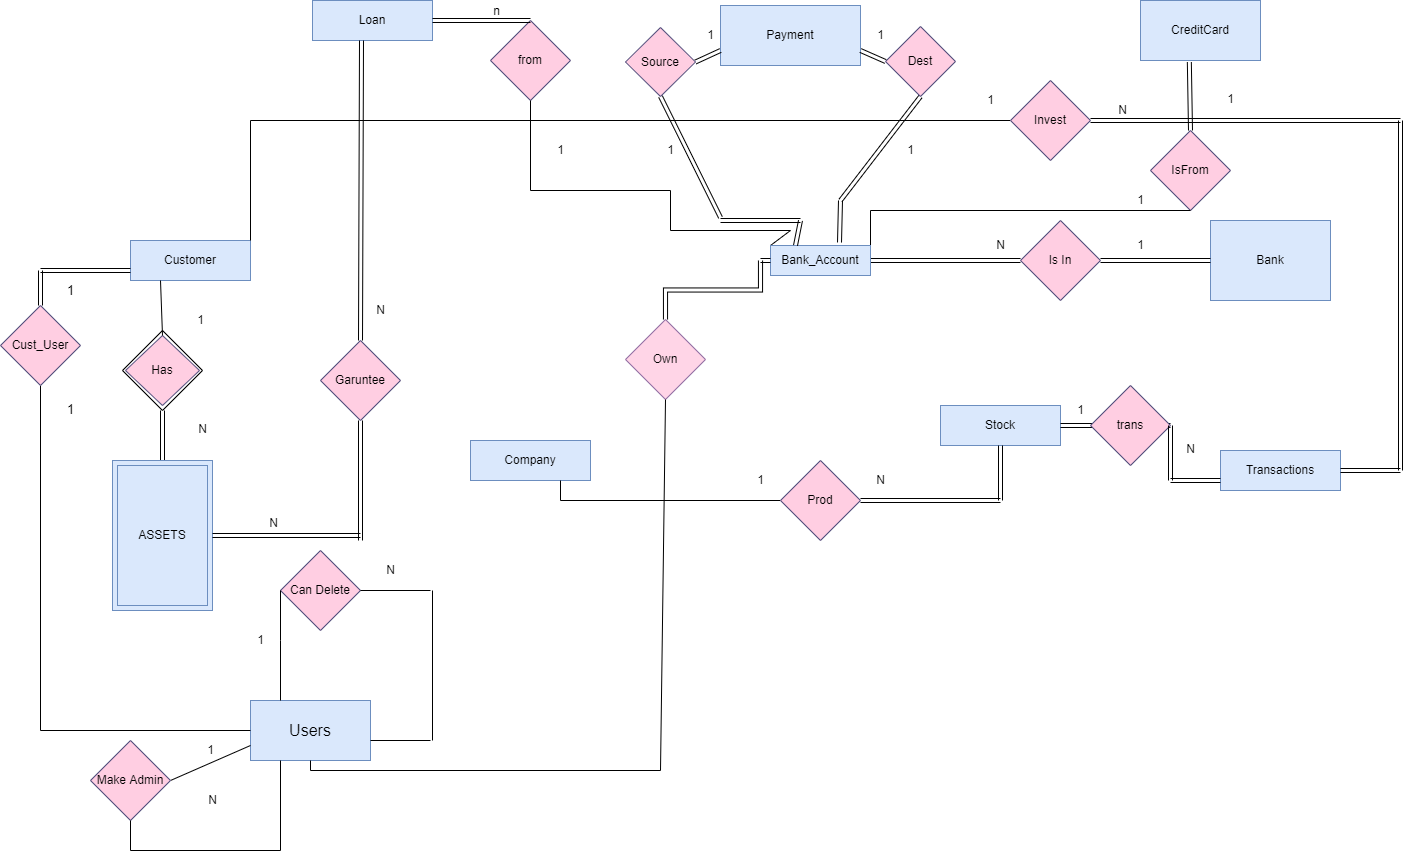 Loan
n
from
Source
1
Payment
1
Dest
CreditCard
1
Invest
N
1
1
1
1
IsFrom
1
Customer
Bank_Account
N
Is In
1
Bank
1
Cust_User
1
Has
N
Garuntee
Own
1
N
ASSETS
N
Company
1
Prod
N
Stock
1
trans
N
Transactions
Can Delete
N
1
Users
Make Admin
1
N